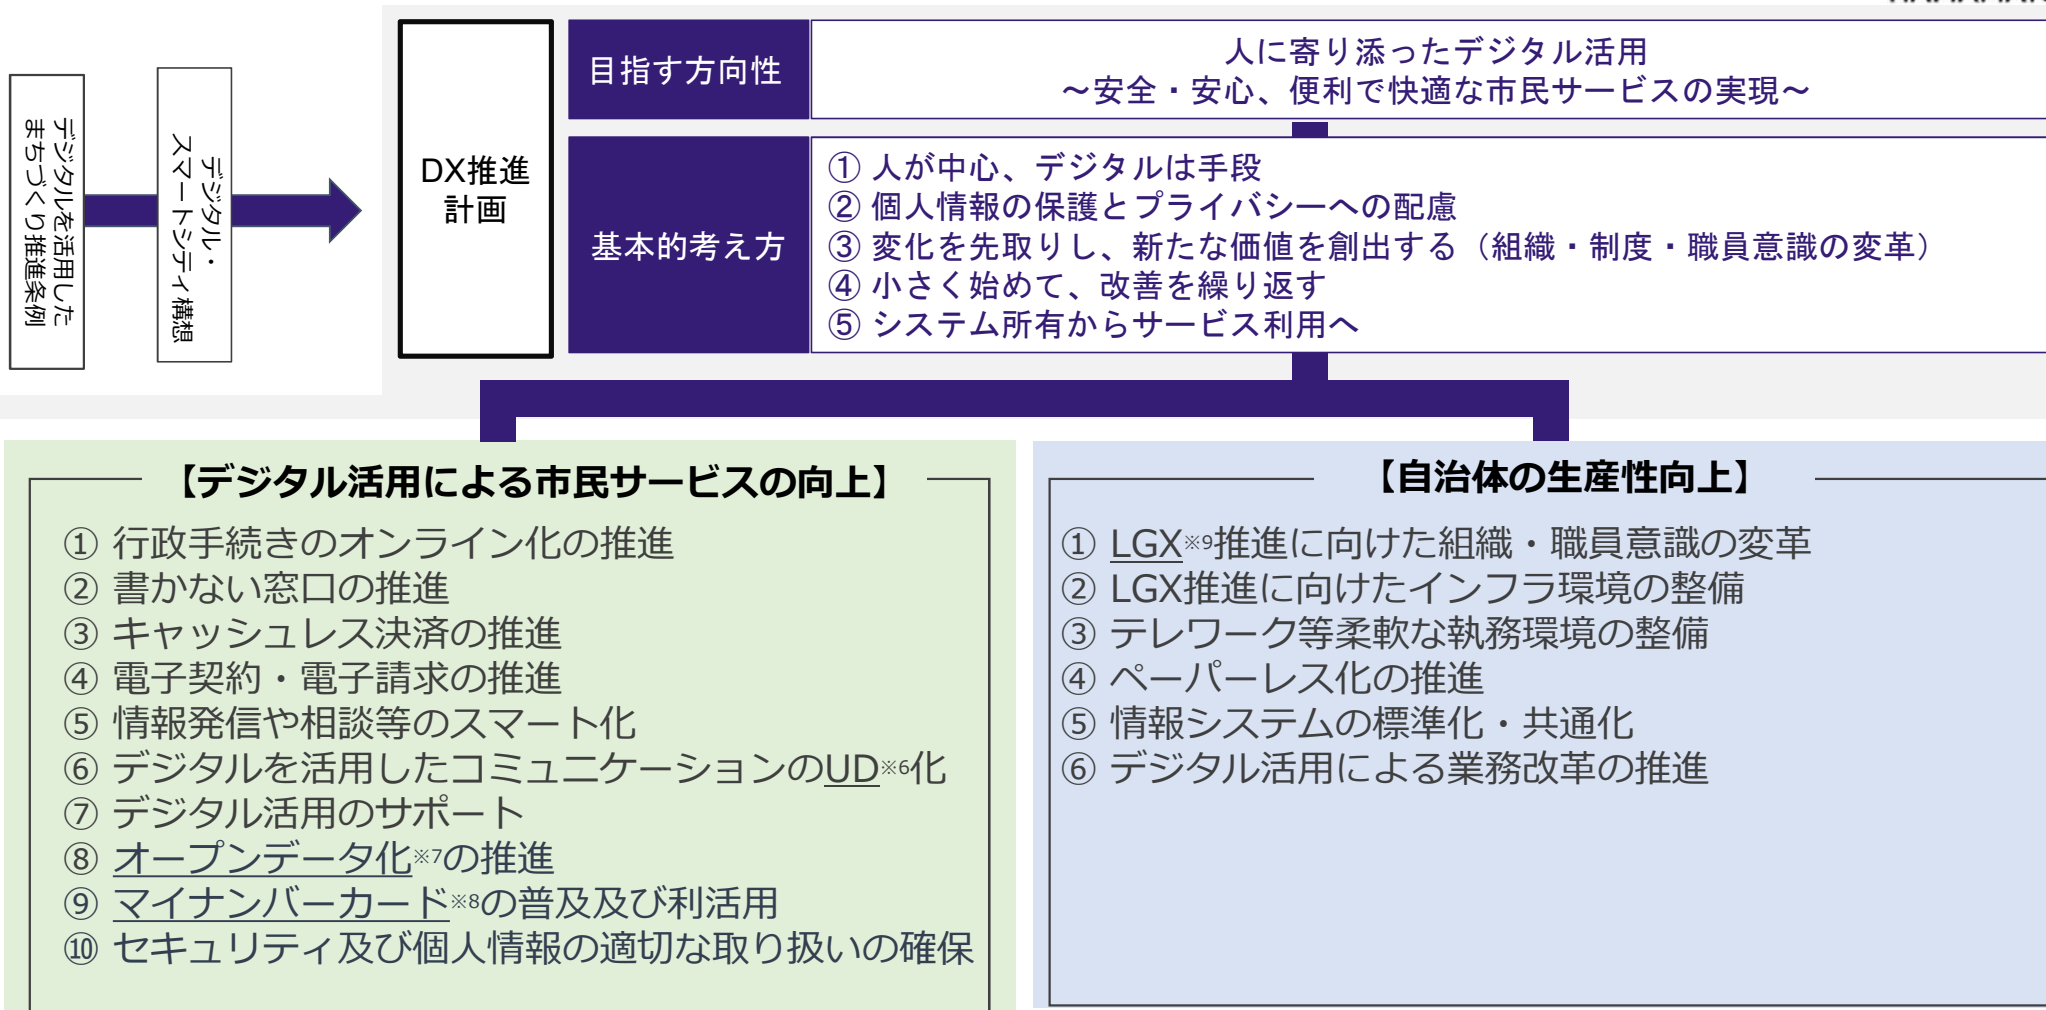 デジタルを活用した
まちづくり推進条例
デジタル・
スマートシティ構想
DX推進
計画
目指す方向性
人に寄り添ったデジタル活用
～安全・安心、便利で快適な市民サービスの実現～
基本的考え方
① 人が中心、デジタルは手段
② 個人情報の保護とプライバシーへの配慮
③ 変化を先取りし、新たな価値を創出する（組織・制度・職員意識の変革）
④ 小さく始めて、改善を繰り返す
⑤ システム所有からサービス利用へ
【デジタル活用による市民サービスの向上】
① 行政手続きのオンライン化の推進
② 書かない窓口の推進
③ キャッシュレス決済の推進
④ 電子契約・電子請求の推進
⑤ 情報発信や相談等のスマート化
⑥ デジタルを活用したコミュニケーションのUD※6化
⑦ デジタル活用のサポート
⑧ オープンデータ化※7の推進
⑨ マイナンバーカード※8の普及及び利活用
⑩ セキュリティ及び個人情報の適切な取り扱いの確保
【自治体の生産性向上】
① LGX※9推進に向けた組織・職員意識の変革
② LGX推進に向けたインフラ環境の整備
③ テレワーク等柔軟な執務環境の整備
④ ペーパーレス化の推進
⑤ 情報システムの標準化・共通化
⑥ デジタル活用による業務改革の推進